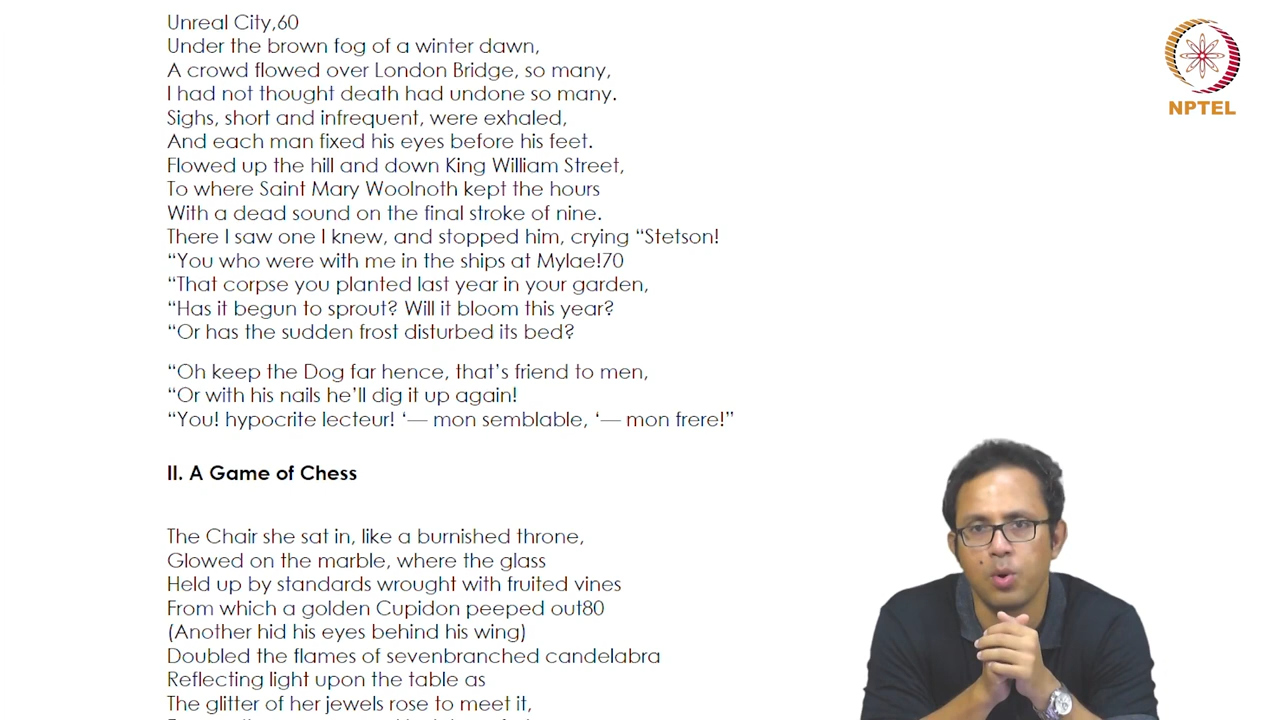 Unreal City,60
Under the brown fog of a winter dawn,
A crowd flowed over London Bridge, so many,
I had not thought death had undone so many.
Sighs, short and infrequent, were exhaled,
And each man fixed his eyes before his feet.
Flowed up the hill and down King William Street,
To where Saint Mary Woolnoth kept the hours
With a dead sound on the final stroke of nine.
There I saw one I knew, and stopped him, crying “Stetson!
“You who were with me in the ships at Mylae!70
“That corpse you planted last year in your garden,
“Has it begun to sprout? Will it bloom this year?
“Or has the sudden frost disturbed its bed?
“Oh keep the Dog far hence, that’s friend to men,
“Or with his nails he’ll dig it up again!
“You! hypocrite lecteur! ‘— mon semblable, ‘— mon frere!”
II. A Game of Chess
The Chair she sat in, like a burnished throne,
Glowed on the marble, where the glass
Held up by standards wrought with fruited vines
From which a golden Cupidon peeped out80
(Another hid his eyes behind his wing)
Doubled the flames of sevenbranched candelabra
Reflecting light upon the table as
The glitter of her jewels rose to meet it,
NPTEL